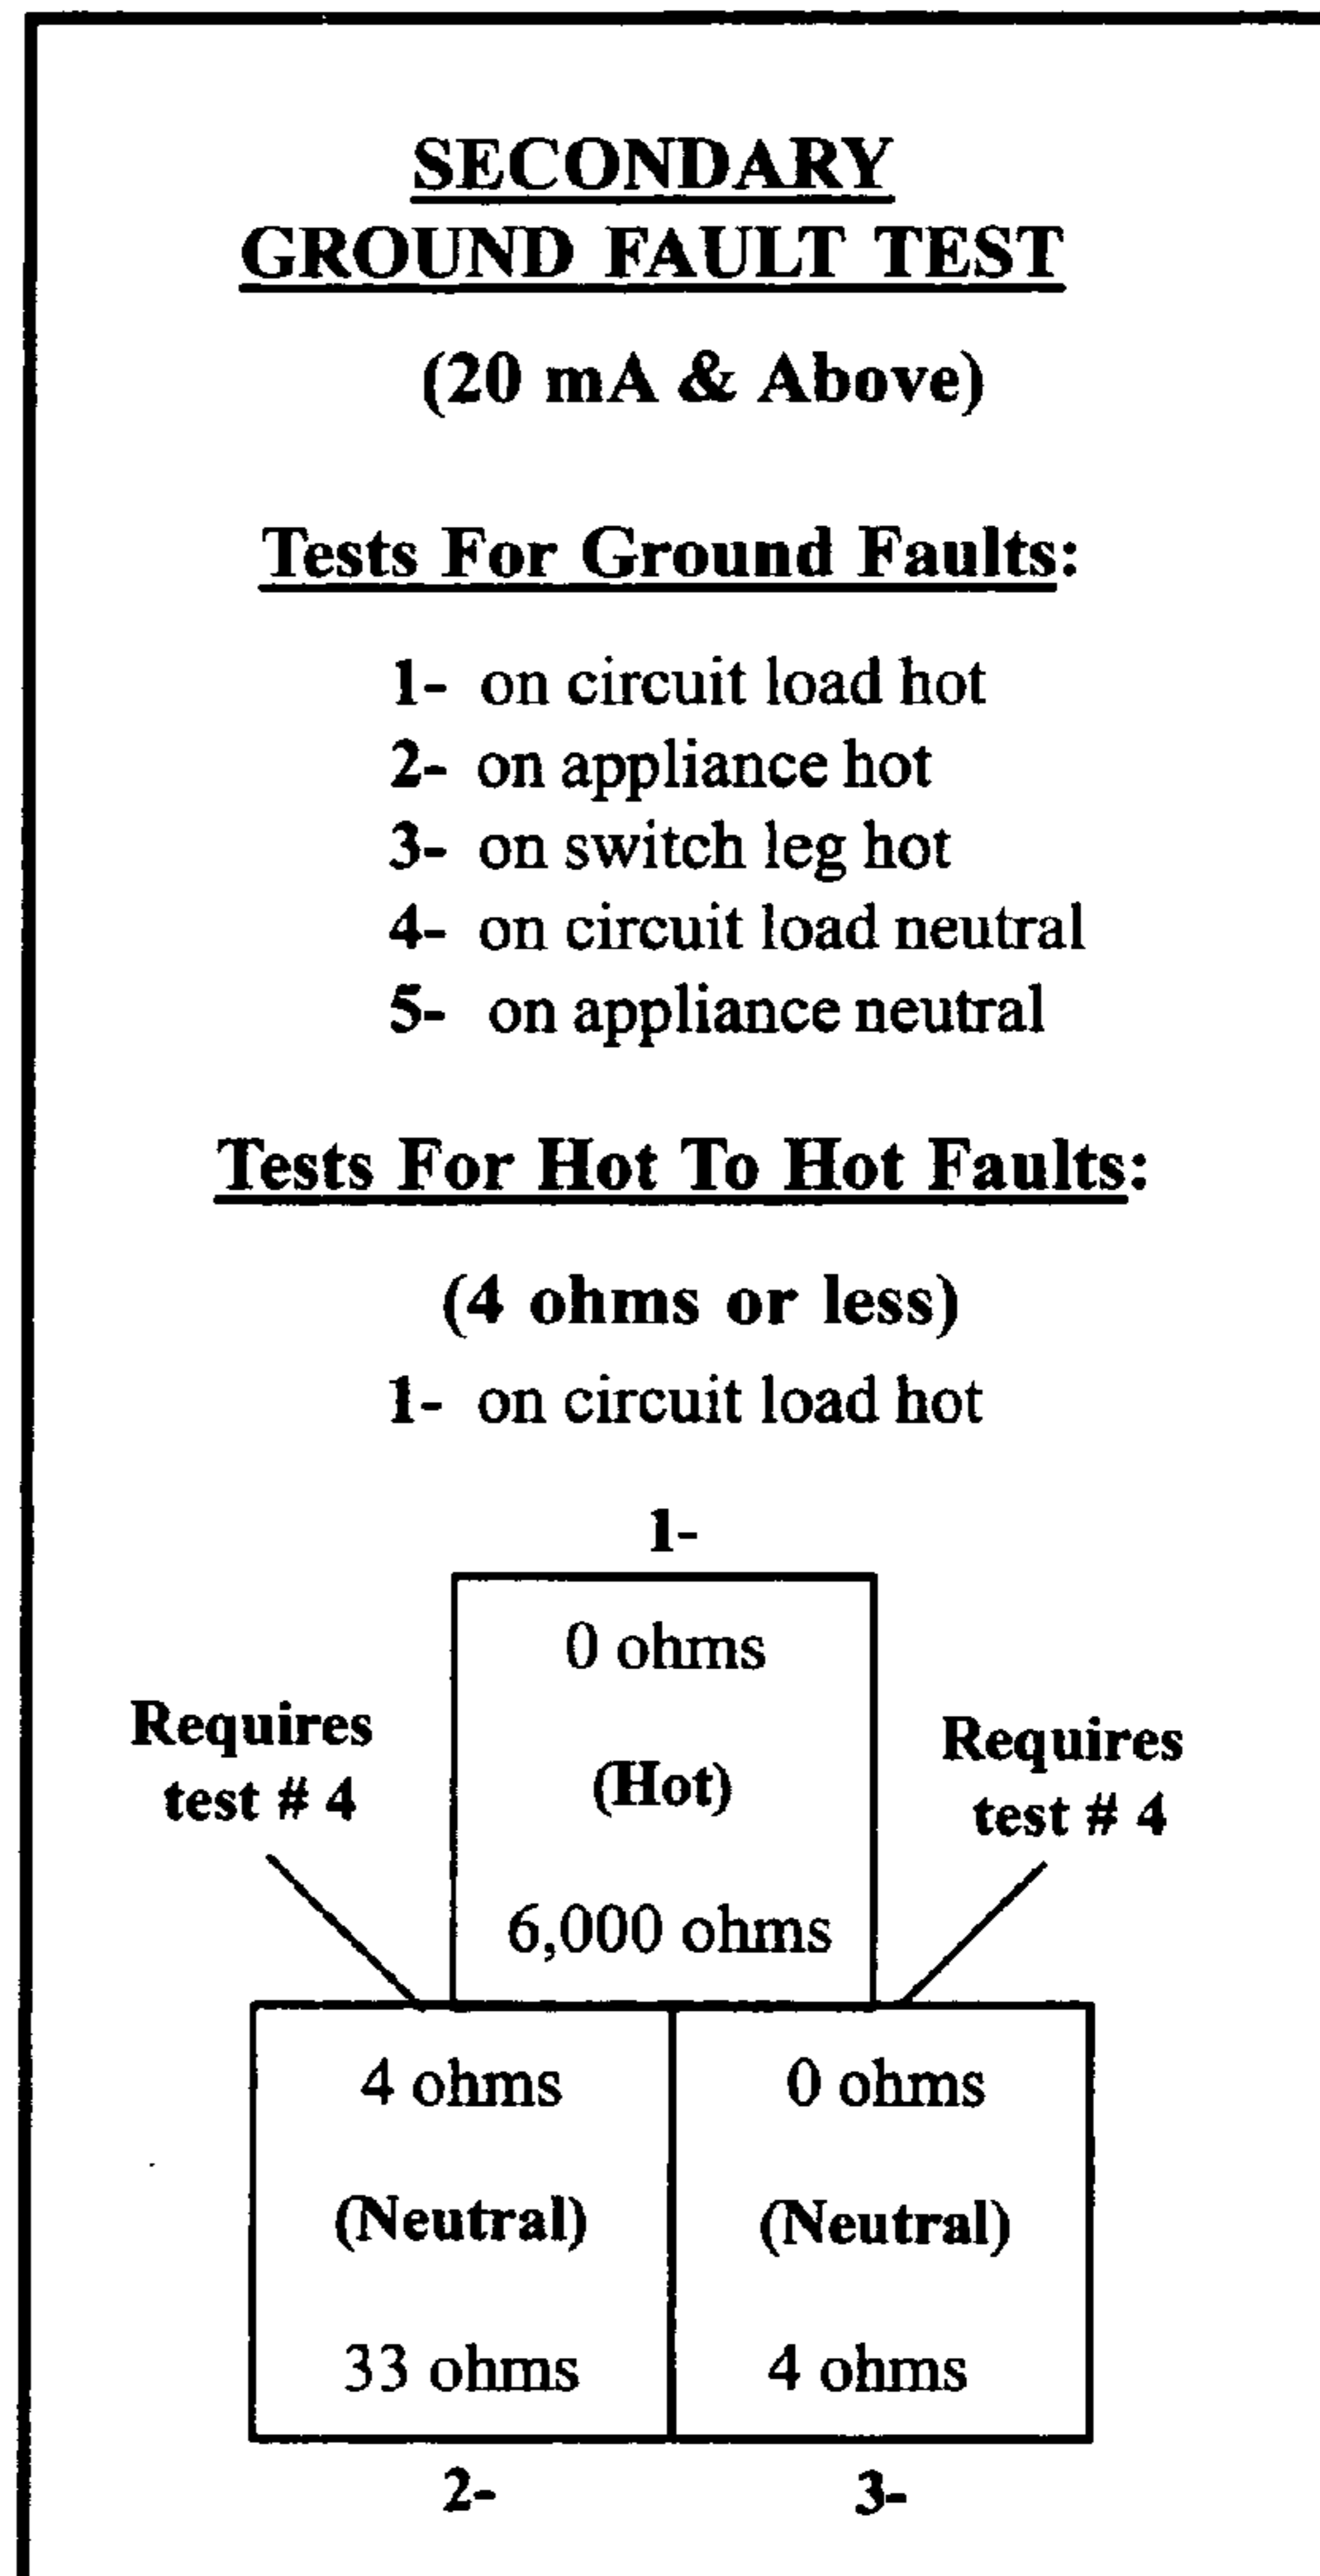 SECONDARY
GROUND FAULT TEST
(20 mA & Above)
Tests For Ground Faults:
1- on circuit load hot
2- on appliance hot
3- on switch leg hot
4- on circuit load neutral
5- on appliance neutral
Tests For Hot To Hot Faults:
(4 ohms or less)
1- on circuit load hot
1-
0 ohms
(Hot)
6,000 ohms
Requires
test # 4
Requires
test # 4
4 ohms
(Neutral)
33 ohms
0 ohms
(Neutral)
4 ohms
2-
3-